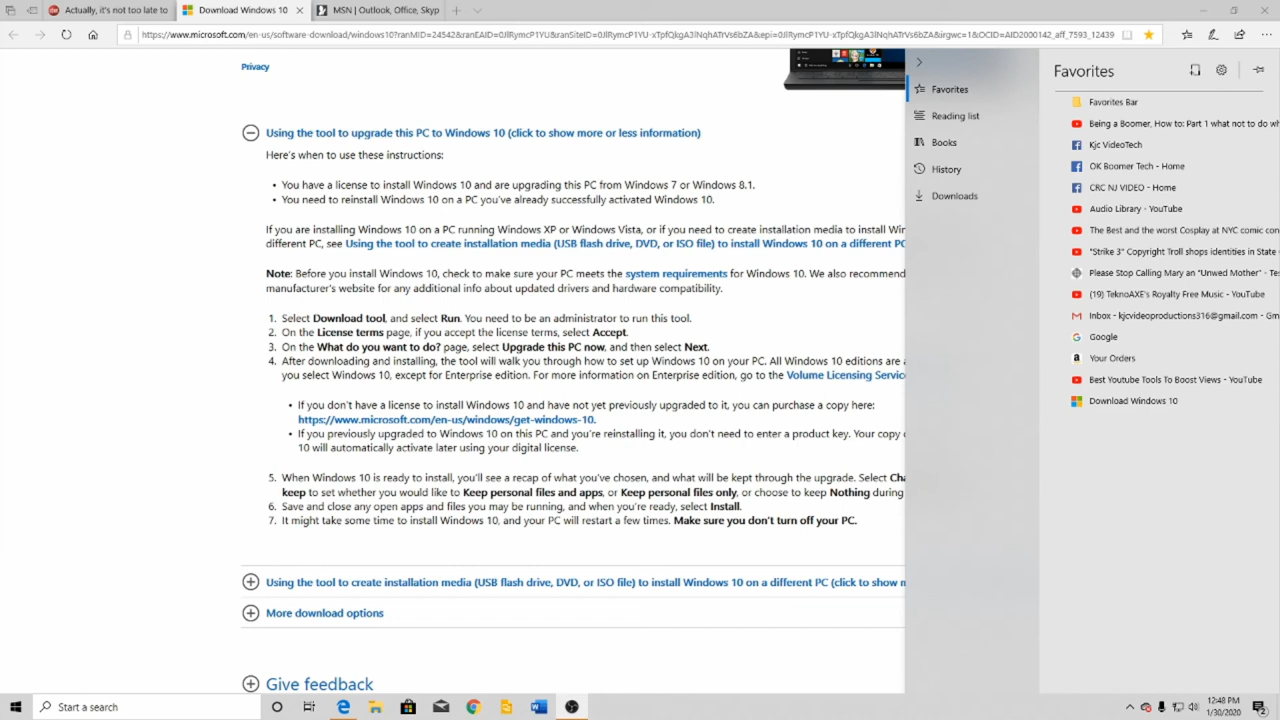 Actually, it's not too late to
Download Windows 10
MSN | Outlook, Office, Skyp
https://www.microsoft.com/en-us/software-download/windows10?ranMID=24542&ranEAID=0JlRymcP1YU&ranSiteID=0JlRymcP1YU-xTpfQkgA3lNqhATrVs6bZA&epi=0JlRymcP1YU-xTpfQkgA3lNqhATrVs6bZA&irgwc=1&OCID=AID2000142_aff_7593_12439
Privacy
Using the tool to upgrade this PC to Windows 10 (click to show more or less information)
Here's when to use these instructions:
• You have a license to install Windows 10 and are upgrading this PC from Windows 7 or Windows 8.1.
• You need to reinstall Windows 10 on a PC you've already successfully activated Windows 10.
If you are installing Windows 10 on a PC running Windows XP or Windows Vista, or if you need to create installation media to install Win
different PC, see Using the tool to create installation media (USB flash drive, DVD, or ISO file) to install Windows 10 on a different PC
Note: Before you install Windows 10, check to make sure your PC meets the system requirements for Windows 10. We also recommend
manufacturer's website for any additional info about updated drivers and hardware compatibility.
1. Select Download tool, and select Run. You need to be an administrator to run this tool.
2. On the License terms page, if you accept the license terms, select Accept.
3. On the What do you want to do? page, select Upgrade this PC now, and then select Next.
4. After downloading and installing, the tool will walk you through how to set up Windows 10 on your PC. All Windows 10 editions are a
you select Windows 10, except for Enterprise edition. For more information on Enterprise edition, go to the Volume Licensing Service
• If you don't have a license to install Windows 10 and have not yet previously upgraded to it, you can purchase a copy here:
https://www.microsoft.com/en-us/windows/get-windows-10.
• If you previously upgraded to Windows 10 on this PC and you're reinstalling it, you don't need to enter a product key. Your copy o
10 will automatically activate later using your digital license.
5. When Windows 10 is ready to install, you'll see a recap of what you've chosen, and what will be kept through the upgrade. Select Cha
keep to set whether you would like to Keep personal files and apps, or Keep personal files only, or choose to keep Nothing during
6. Save and close any open apps and files you may be running, and when you're ready, select Install.
7. It might take some time to install Windows 10, and your PC will restart a few times. Make sure you don't turn off your PC.
Using the tool to create installation media (USB flash drive, DVD, or ISO file) to install Windows 10 on a different PC (click to show m
More download options
Give feedback
Favorites
Reading list
Books
History
Downloads
Favorites
Favorites Bar
Being a Boomer, How to: Part 1 what not to do wh
Kjc VideoTech
OK BOOMER Tech - Home
CRC NJ VIDEO - Home
Audio Library - YouTube
The Best and the worst Cosplay at NYC comic con
"Strike 3" Copyright Troll shops identities in State
Please Stop Calling Mary an "Unwed Mother" - Te
(19) TeknoAXE's Royalty Free Music - YouTube
Inbox - kjcvideoproductions316@gmail.com - Gm
Google
Your Orders
Best Youtube Tools To Boost Views - YouTube
Download Windows 10
Start a search
12:48 PM
1/30/2020